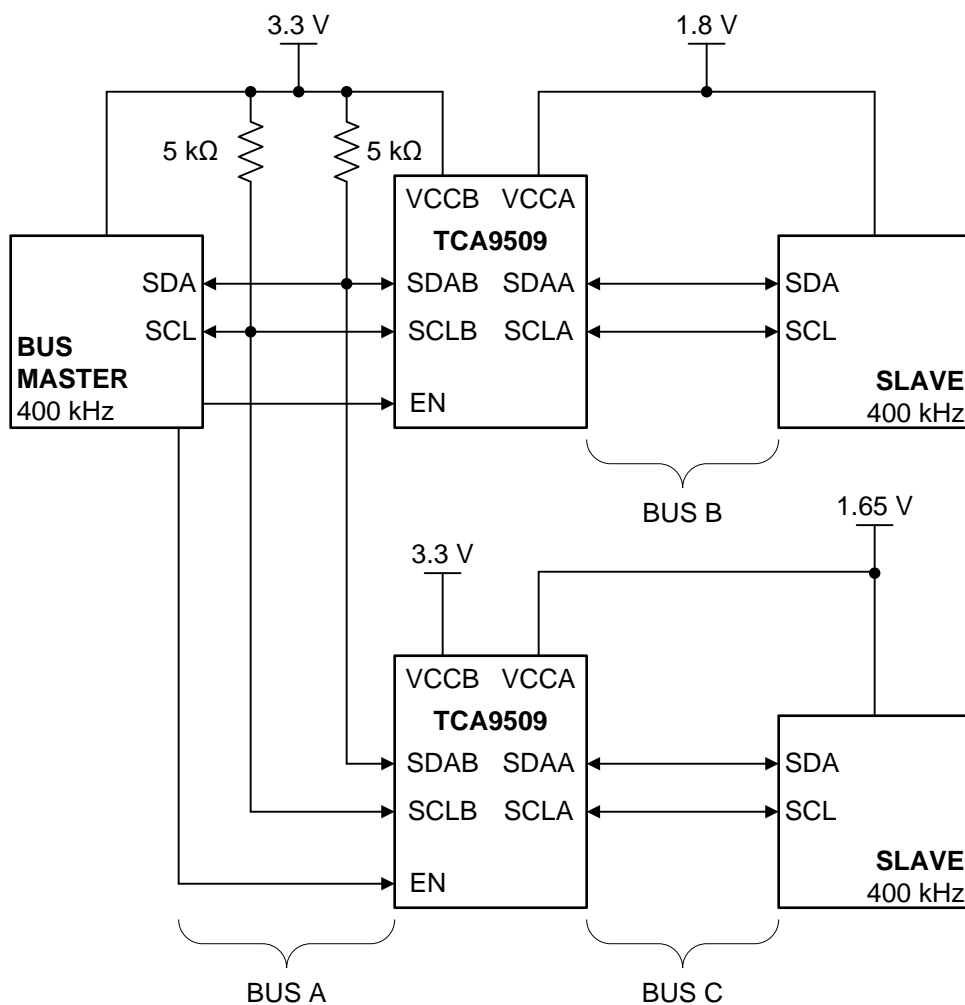 3.3 V
1.8 V
5 kΩ
5 kΩ
VCCB VCCA
TCA9509
SDA
SDAB SDAA
SDA
SCL
SCLB SCLA
SCL
BUS
MASTER
400 kHz
EN
SLAVE
400 kHz
BUS B
1.65 V
3.3 V
VCCB VCCA
TCA9509
SDAB SDAA
SDA
SCLB SCLA
SCL
SLAVE
400 kHz
EN
BUS A
BUS C